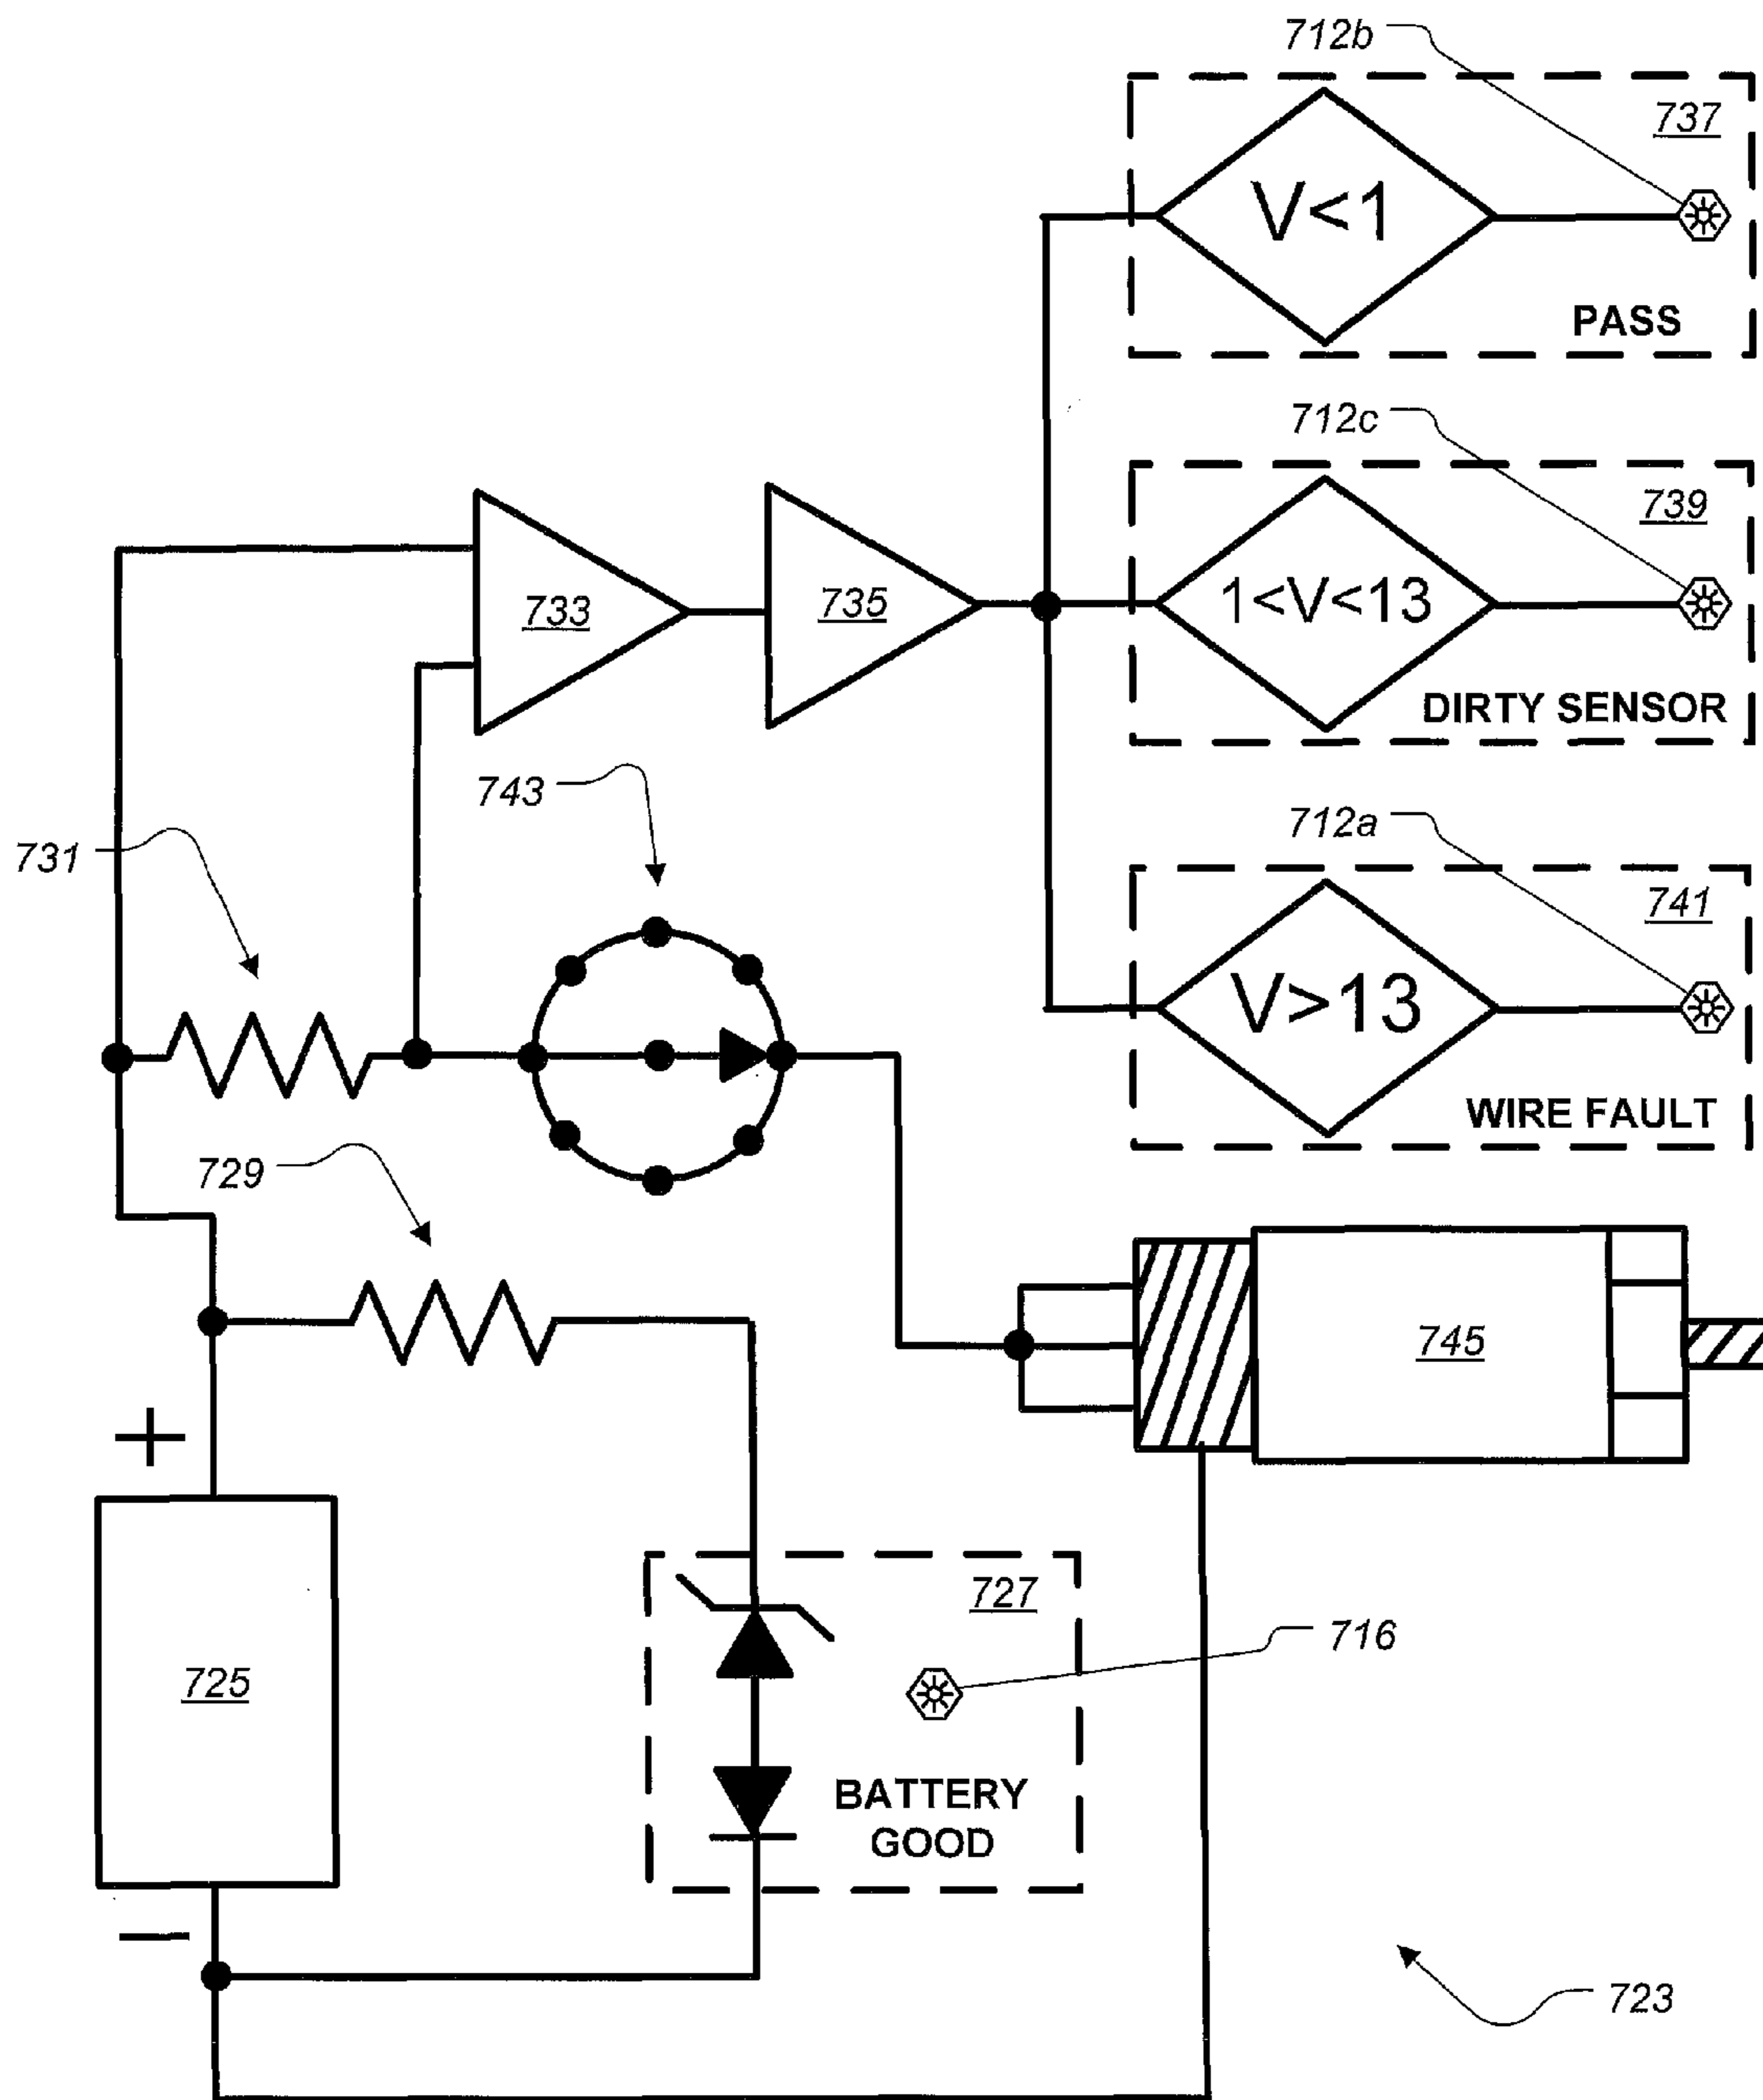 712b
737
V<1
PASS
712c
739
1<V<13
733
735
DIRTY SENSOR
743
712a
731
741
V>13
WIRE FAULT
729
745
+
727
716
725
BATTERY
GOOD
−
723